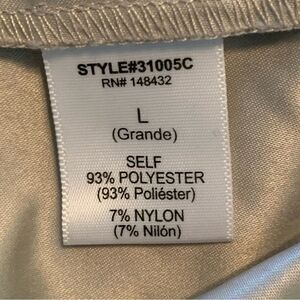 STYLE#31005C
RN# 148432
L
(Grande)
SELF
93% POLYESTER
(93% Poliéster)
7% NYLON
(7% Nilón)